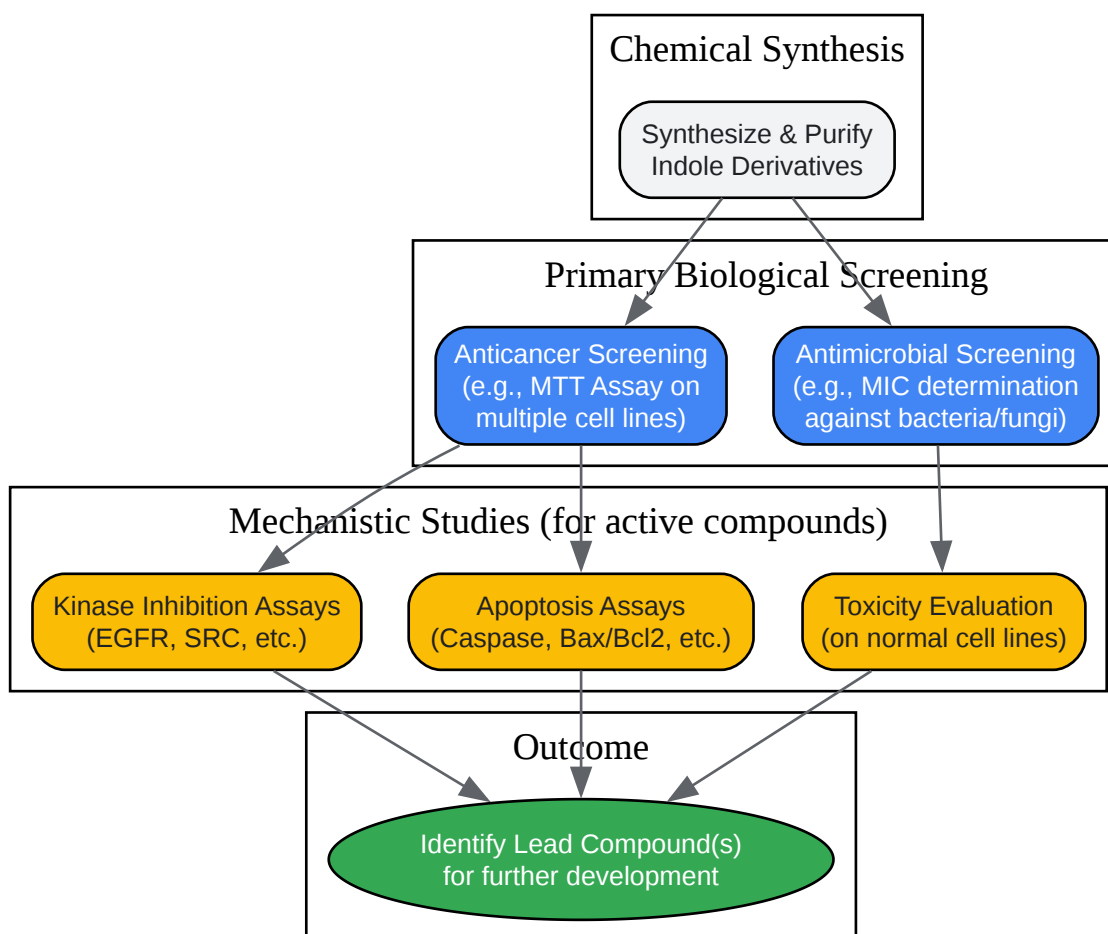 Chemical Synthesis
Synthesize & Purify
Indole Derivatives
Primary Biological Screening
Anticancer Screening
(e.g., MTT Assay on
multiple cell lines)
Antimicrobial Screening
(e.g., MIC determination
against bacteria/fungi)
Mechanistic Studies (for active compounds)
Kinase Inhibition Assays
(EGFR, SRC, etc.)
Apoptosis Assays
(Caspase, Bax/Bcl2, etc.)
Toxicity Evaluation
(on normal cell lines)
Outcome
Identify Lead Compound(s)
for further development